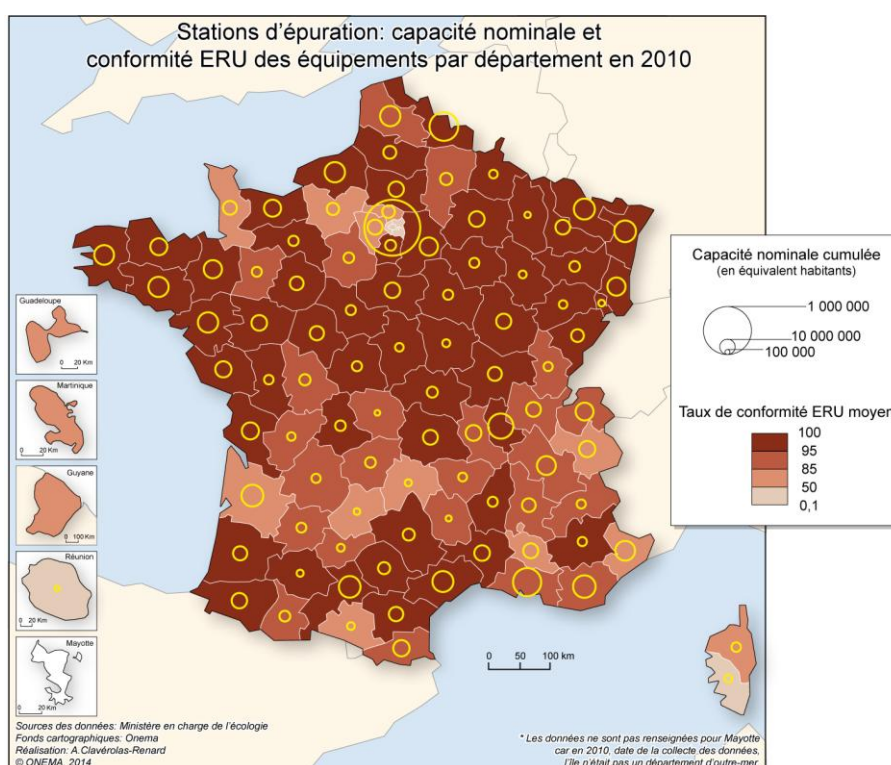 Stations d'épuration: capacité nominale et
conformité ERU des équipements par département en 2010
Capacité nominale cumulée
(en équivalent habitants)
1 000 000
10 000 000
100 000
Taux de conformité ERU moyen
100
95
85
50
0,1
Guadeloupe
0 20 Km
Martinique
0 20 Km
Guyane
0 100 Km
Réunion
0 20 Km
Mayotte
0 20 Km
0 50 100 km
Sources des données: Ministère en charge de l'écologie
Fonds cartographiques: Onema
Réalisation: A.Clavérolas-Renard
© ONEMA, 2014
* Les données ne sont pas renseignées pour Mayotte
car en 2010, date de la collecte des données,
l'île n'était pas un département d'outre-mer